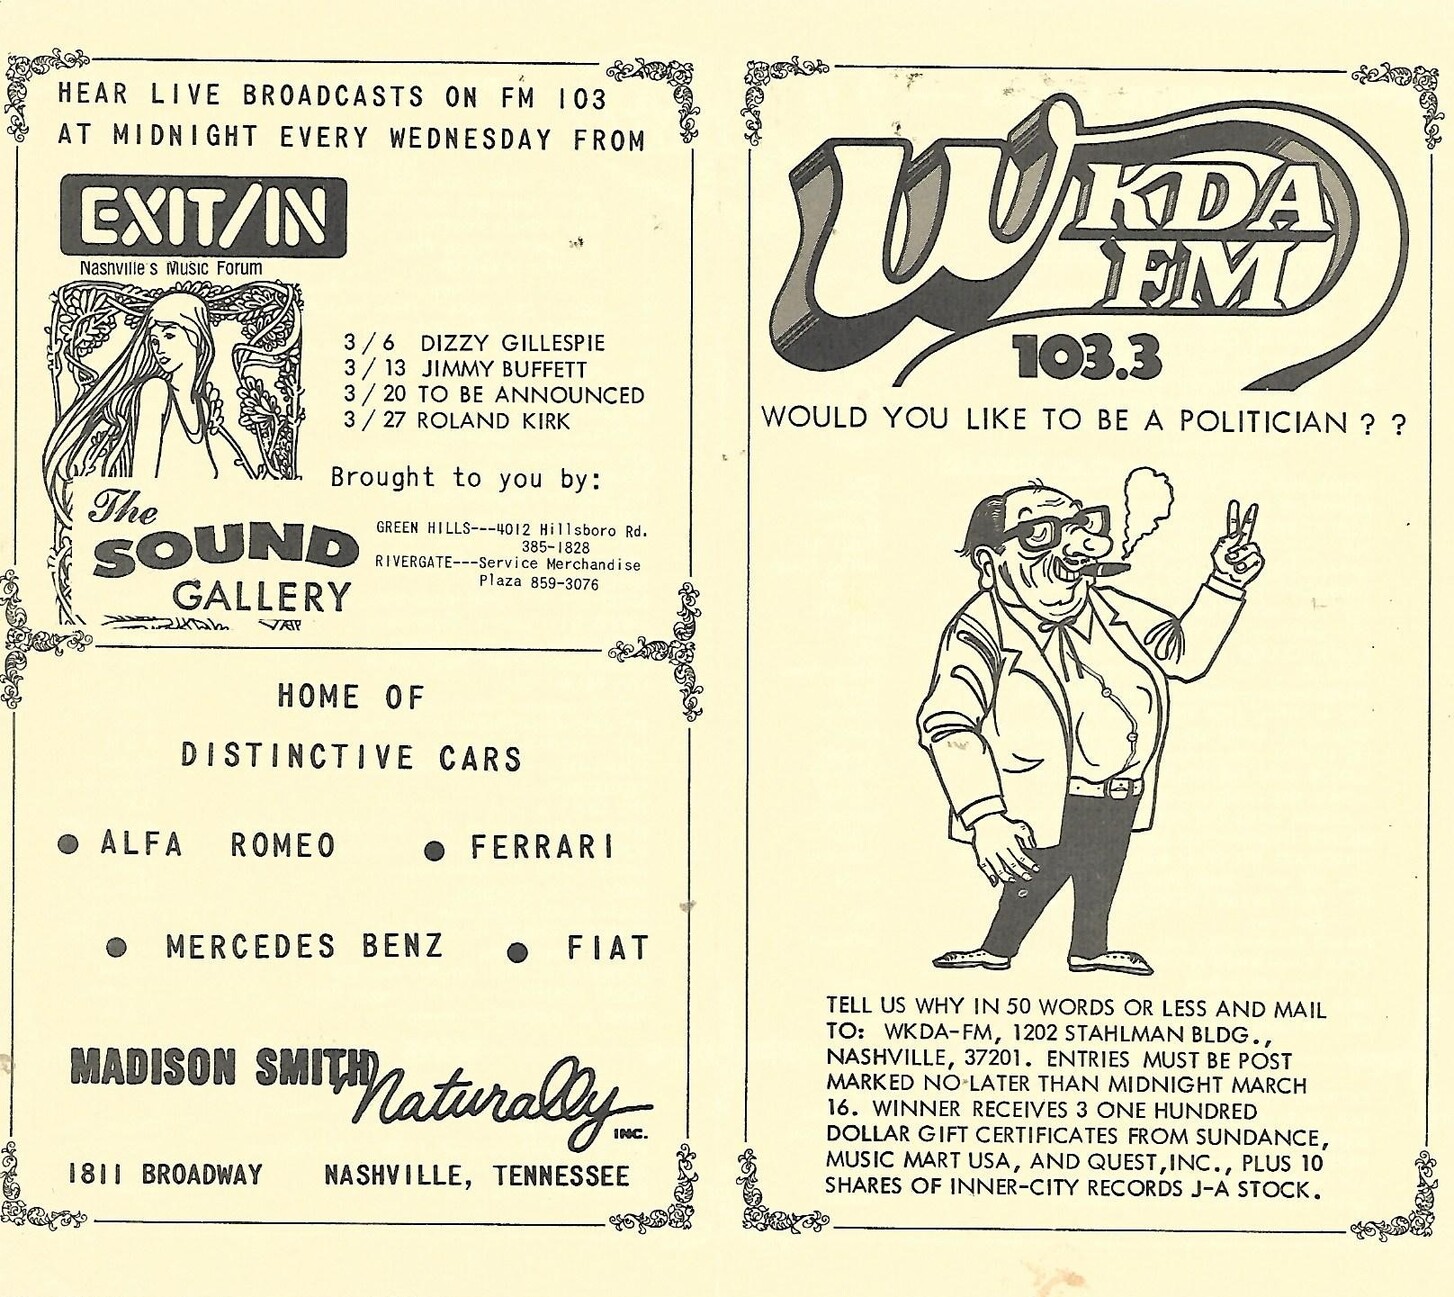 HEAR LIVE BROADCASTS ON FM 103
AT MIDNIGHT EVERY WEDNESDAY FROM
EXIT/IN
Nashville's Music Forum
3/6 DIZZY GILLESPIE
3/13 JIMMY BUFFETT
3/20 TO BE ANNOUNCED
3/27 ROLAND KIRK
Brought to you by:
The
SOUND
GALLERY
GREEN HILLS---4012 Hillsboro Rd.
385-1828
RIVERGATE---Service Merchandise
Plaza 859-3076
HOME OF
DISTINCTIVE CARS
● ALFA ROMEO ● FERRARI
● MERCEDES BENZ ● FIAT
MADISON SMITH Naturally
INC.
1811 BROADWAY NASHVILLE, TENNESSEE
WKDA
FM
103.3
WOULD YOU LIKE TO BE A POLITICIAN ? ?
TELL US WHY IN 50 WORDS OR LESS AND MAIL
TO: WKDA-FM, 1202 STAHLMAN BLDG.,
NASHVILLE, 37201. ENTRIES MUST BE POST
MARKED NO LATER THAN MIDNIGHT MARCH
16. WINNER RECEIVES 3 ONE HUNDRED
DOLLAR GIFT CERTIFICATES FROM SUNDANCE,
MUSIC MART USA, AND QUEST,INC., PLUS 10
SHARES OF INNER-CITY RECORDS J-A STOCK.